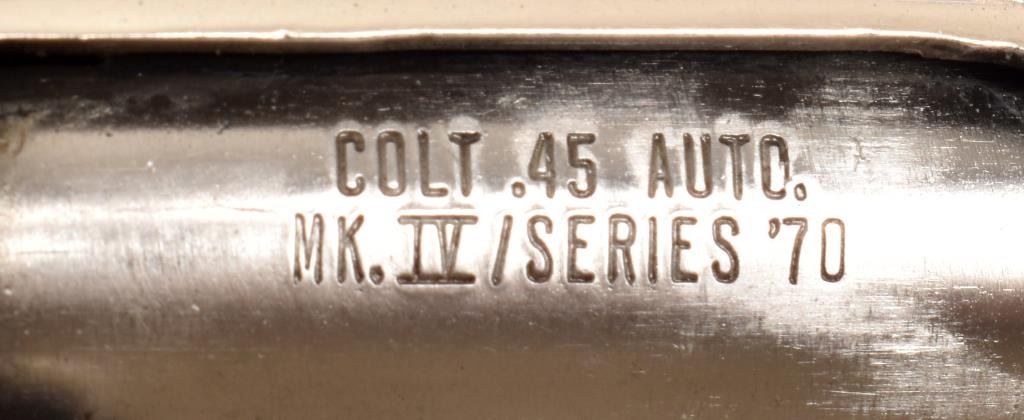 COLT .45 AUTO.
MK. IV / SERIES '70